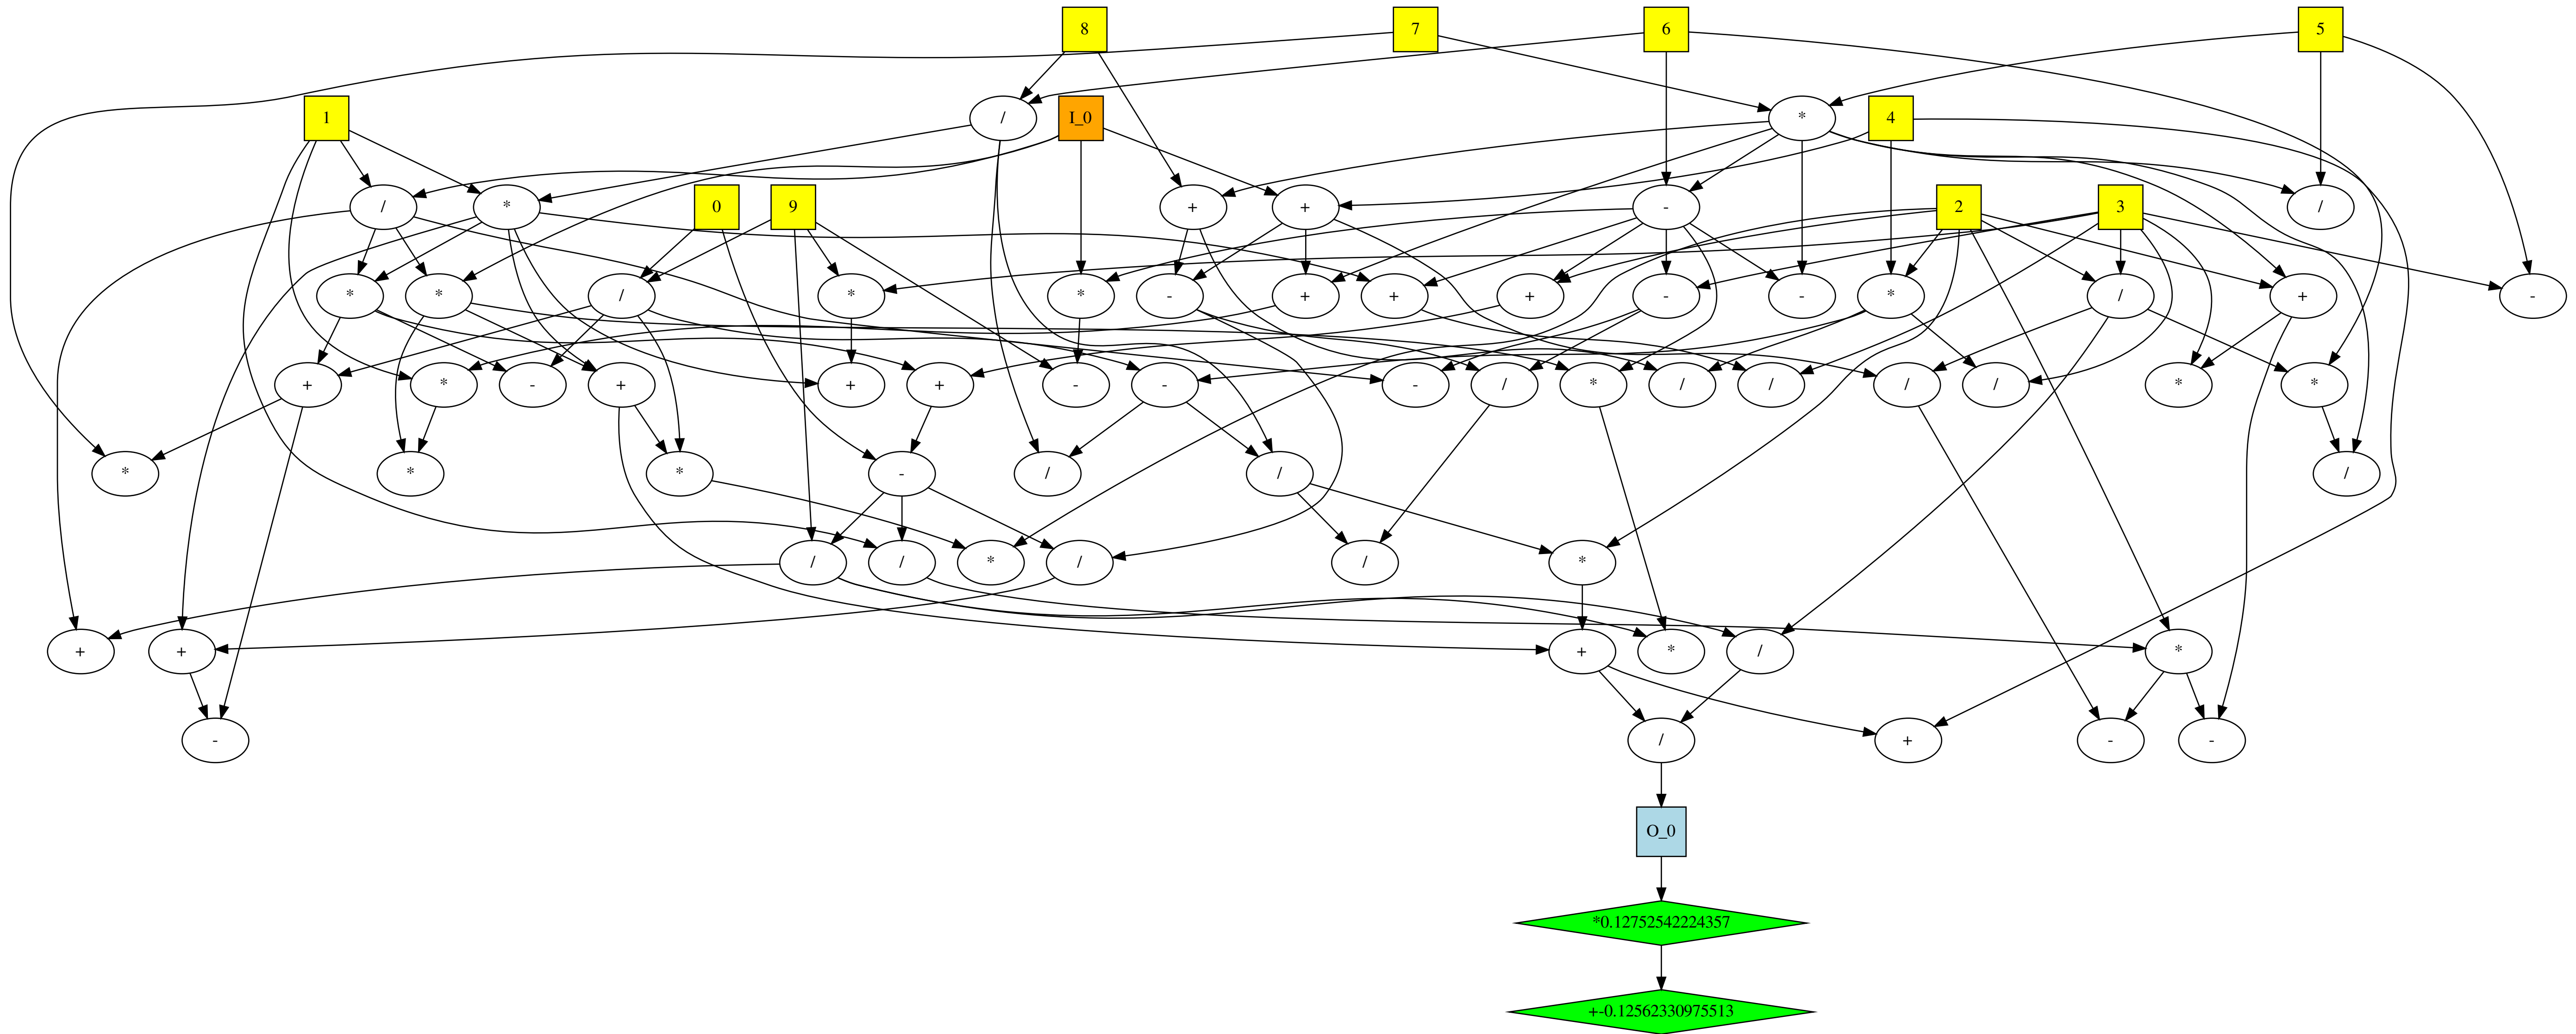 8 7 6 5
1 / I_0 * 4
/ * 0 9 + + - 2 3 /
* * / * * - + + + - - * / + -
+ * - + + + - - - / * / / / / * *
* * * - / / /
/ / * / / *
+ + + * / *
- / + - -
O_0
*0.12752542224357
+-0.12562330975513